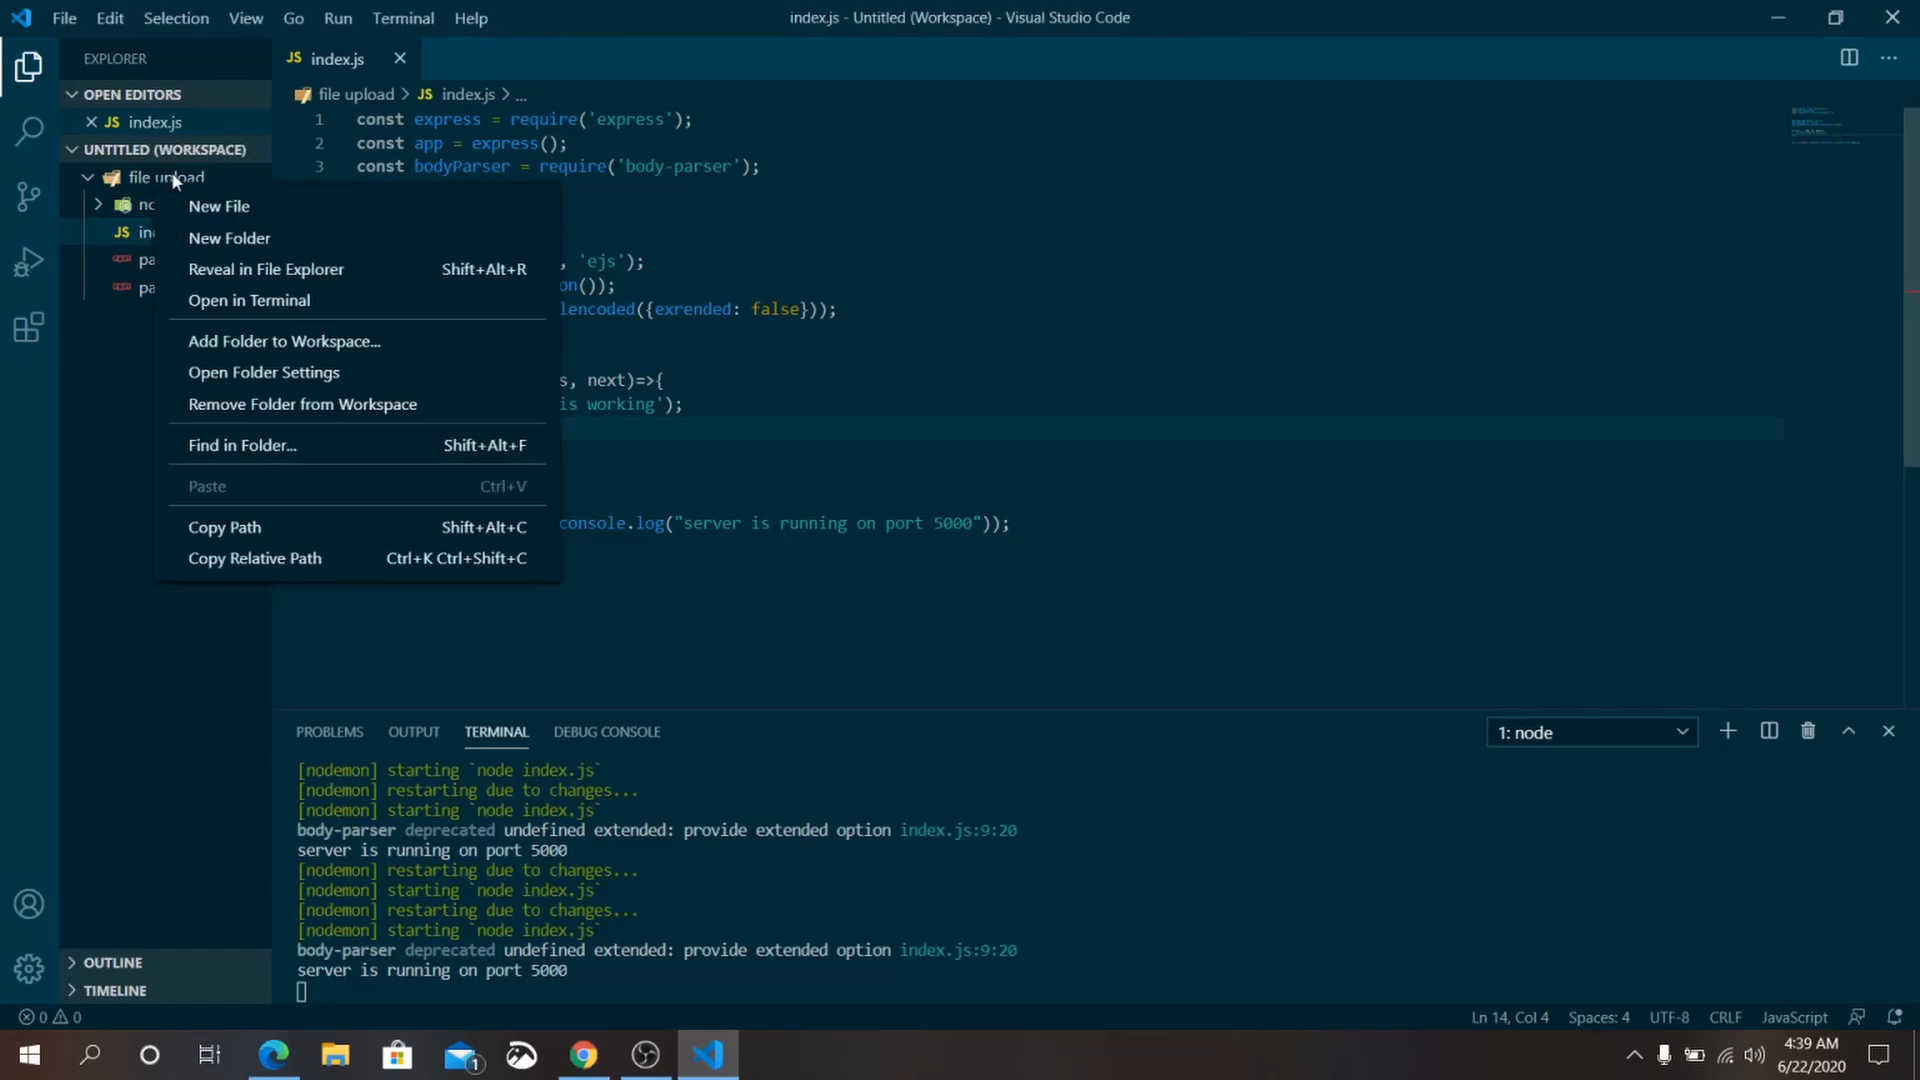 File Edit Selection View Go Run Terminal Help
index.js - Untitled (Workspace) - Visual Studio Code
EXPLORER
JS index.js
OPEN EDITORS
JS index.js
UNTITLED (WORKSPACE)
file upload
no
JS ind
pa
pa
file upload > JS index.js > ...
1 const express = require('express');
2 const app = express();
3 const bodyParser = require('body-parser');
, 'ejs');
on());
lencoded({exrended: false}));
s, next)=>{
is working');
console.log("server is running on port 5000"));
New File
New Folder
Reveal in File Explorer Shift+Alt+R
Open in Terminal
Add Folder to Workspace...
Open Folder Settings
Remove Folder from Workspace
Find in Folder... Shift+Alt+F
Paste Ctrl+V
Copy Path Shift+Alt+C
Copy Relative Path Ctrl+K Ctrl+Shift+C
PROBLEMS OUTPUT TERMINAL DEBUG CONSOLE
1: node
[nodemon] starting `node index.js`
[nodemon] restarting due to changes...
[nodemon] starting `node index.js`
body-parser deprecated undefined extended: provide extended option index.js:9:20
server is running on port 5000
[nodemon] restarting due to changes...
[nodemon] starting `node index.js`
[nodemon] restarting due to changes...
[nodemon] starting `node index.js`
body-parser deprecated undefined extended: provide extended option index.js:9:20
server is running on port 5000
OUTLINE
TIMELINE
0 0
Ln 14, Col 4 Spaces: 4 UTF-8 CRLF JavaScript
1
4:39 AM
6/22/2020